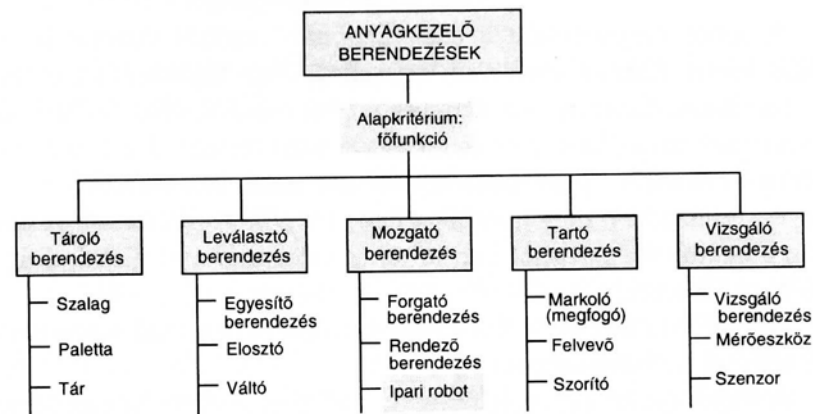 ANYAGKEZELŐ
BERENDEZÉSEK
Alapkritérium:
főfunkció
Tároló
berendezés
Szalag
Paletta
Tár
Leválasztó
berendezés
Egyesítő
berendezés
Elosztó
Váltó
Mozgató
berendezés
Forgató
berendezés
Rendező
berendezés
Ipari robot
Tartó
berendezés
Markoló
(megfogó)
Felvevő
Szorító
Vizsgáló
berendezés
Vizsgáló
berendezés
Mérőeszköz
Szenzor